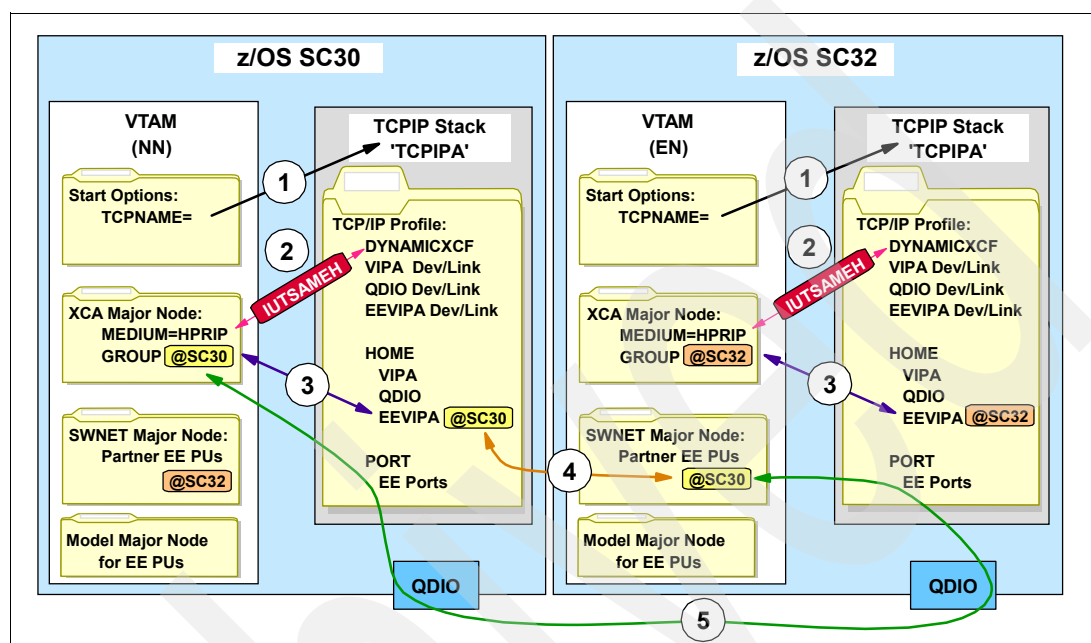 z/OS SC30
VTAM
(NN)
Start Options:
TCPNAME=
1
TCPIP Stack
'TCPIPA'
2
IUTSAMEH
TCP/IP Profile:
DYNAMICXCF
VIPA Dev/Link
QDIO Dev/Link
EEVIPA Dev/Link
XCA Major Node:
MEDIUM=HPRIP
GROUP @SC30
3
HOME
VIPA
QDIO
EEVIPA @SC30
SWNET Major Node:
Partner EE PUs
@SC32
PORT
EE Ports
Model Major Node
for EE PUs
QDIO
4
z/OS SC32
VTAM
(EN)
Start Options:
TCPNAME=
1
TCPIP Stack
'TCPIPA'
2
IUTSAMEH
TCP/IP Profile:
DYNAMICXCF
VIPA Dev/Link
QDIO Dev/Link
EEVIPA Dev/Link
XCA Major Node:
MEDIUM=HPRIP
GROUP @SC32
3
HOME
VIPA
QDIO
EEVIPA @SC32
SWNET Major Node:
Partner EE PUs
@SC30
PORT
EE Ports
Model Major Node
for EE PUs
QDIO
5